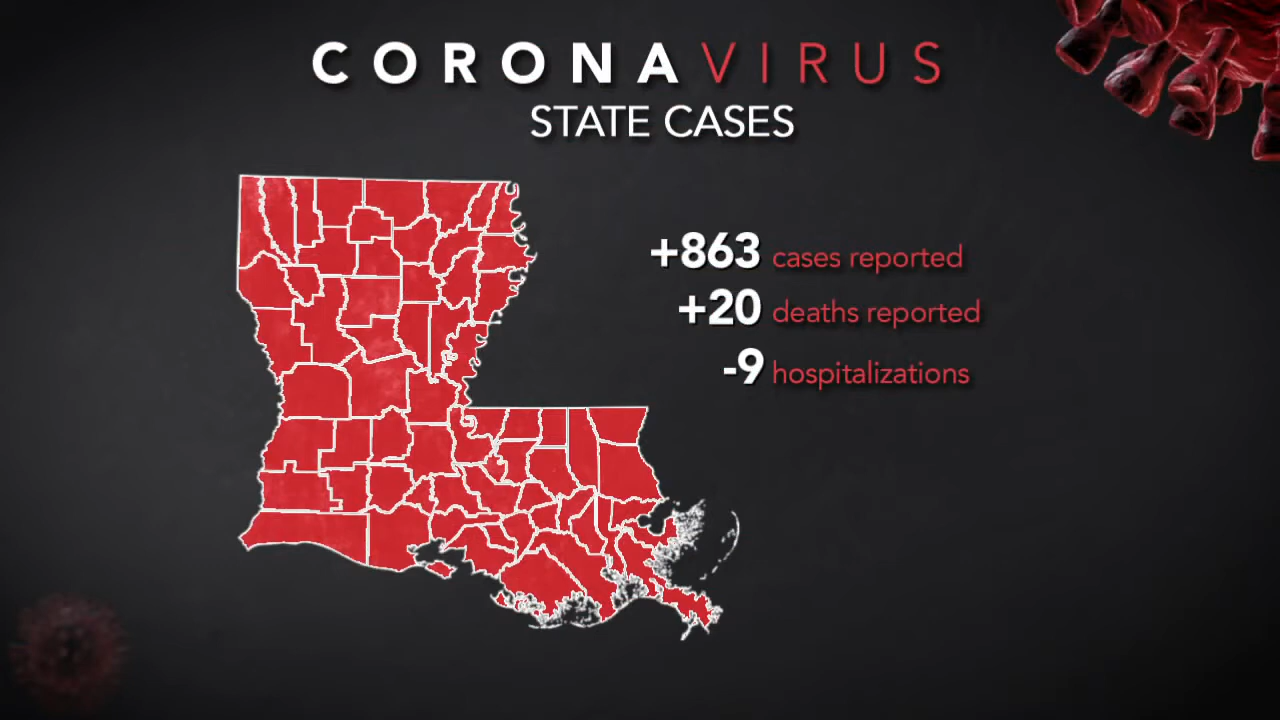 CORONAVIRUS
STATE CASES
+863 cases reported
+20 deaths reported
-9 hospitalizations